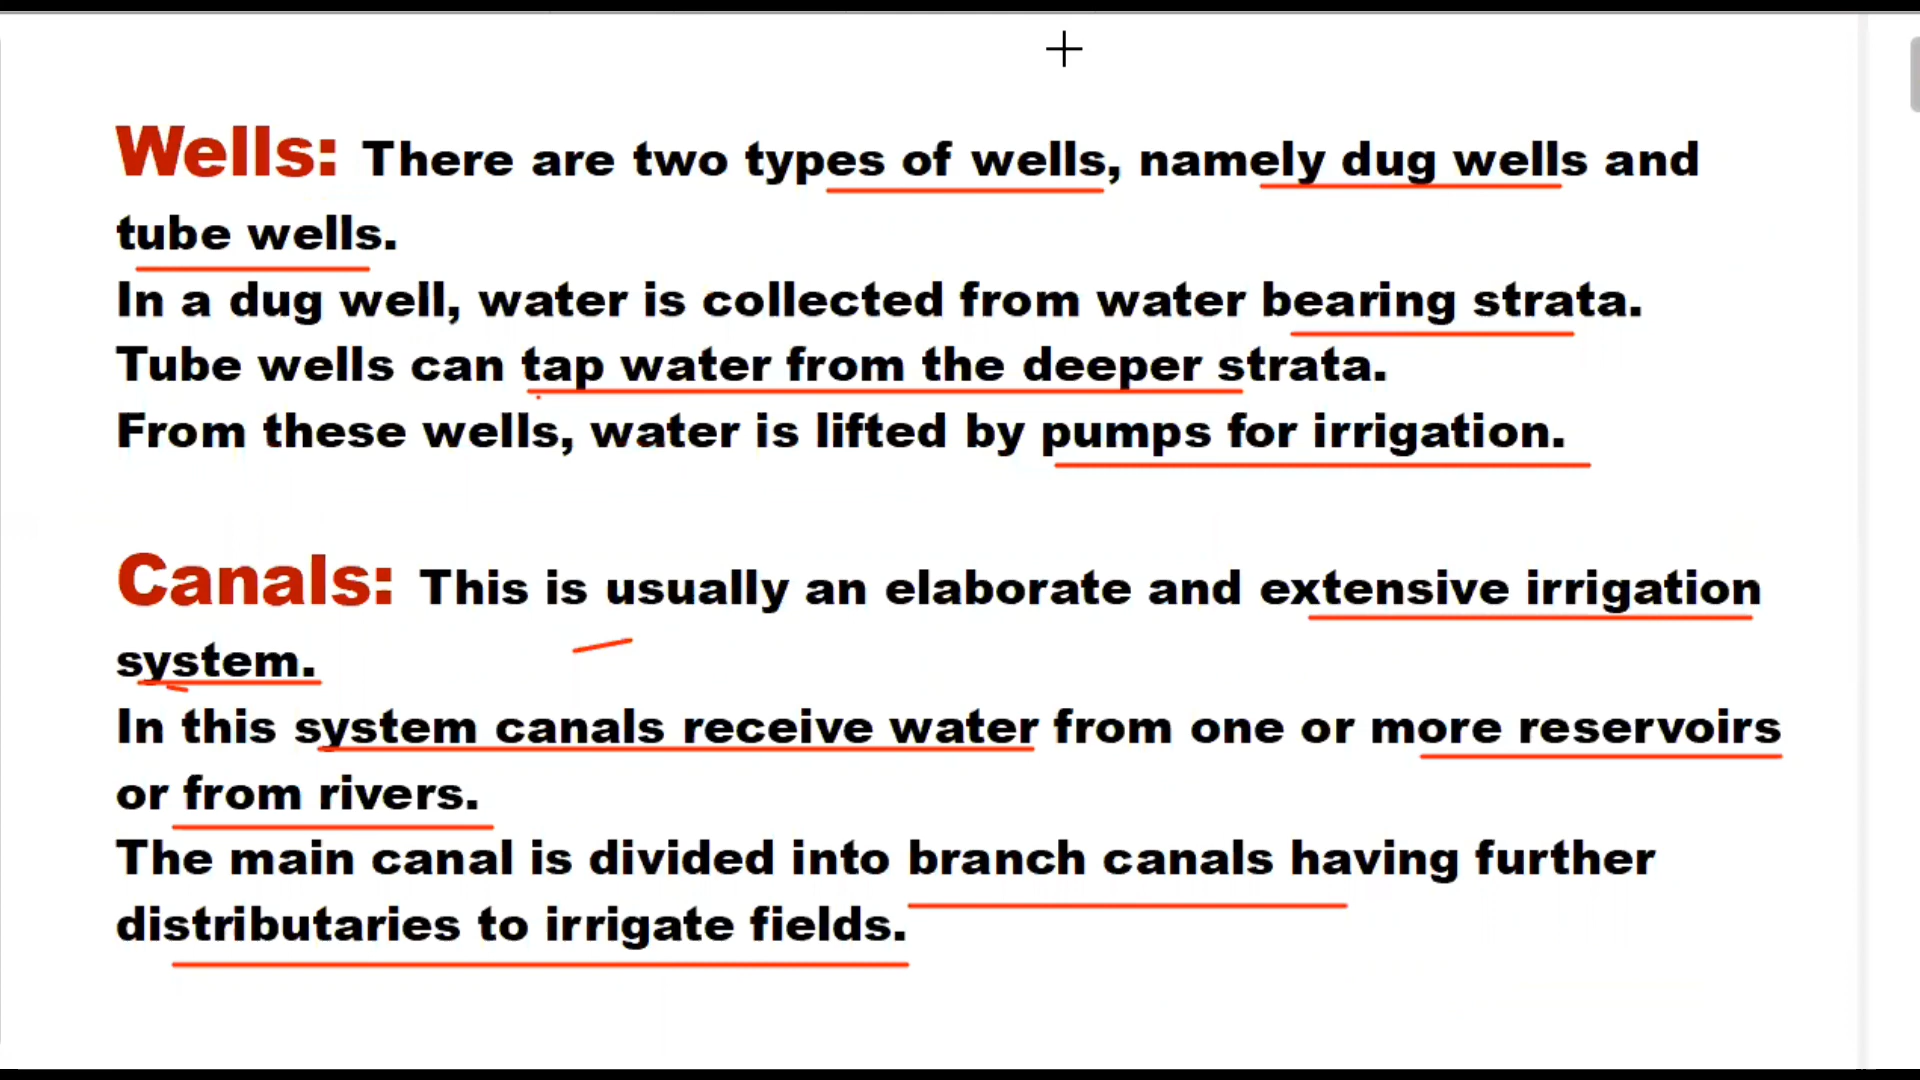 Wells: There are two types of wells, namely dug wells and
tube wells.
In a dug well, water is collected from water bearing strata.
Tube wells can tap water from the deeper strata.
From these wells, water is lifted by pumps for irrigation.
Canals: This is usually an elaborate and extensive irrigation
system.
In this system canals receive water from one or more reservoirs
or from rivers.
The main canal is divided into branch canals having further
distributaries to irrigate fields.